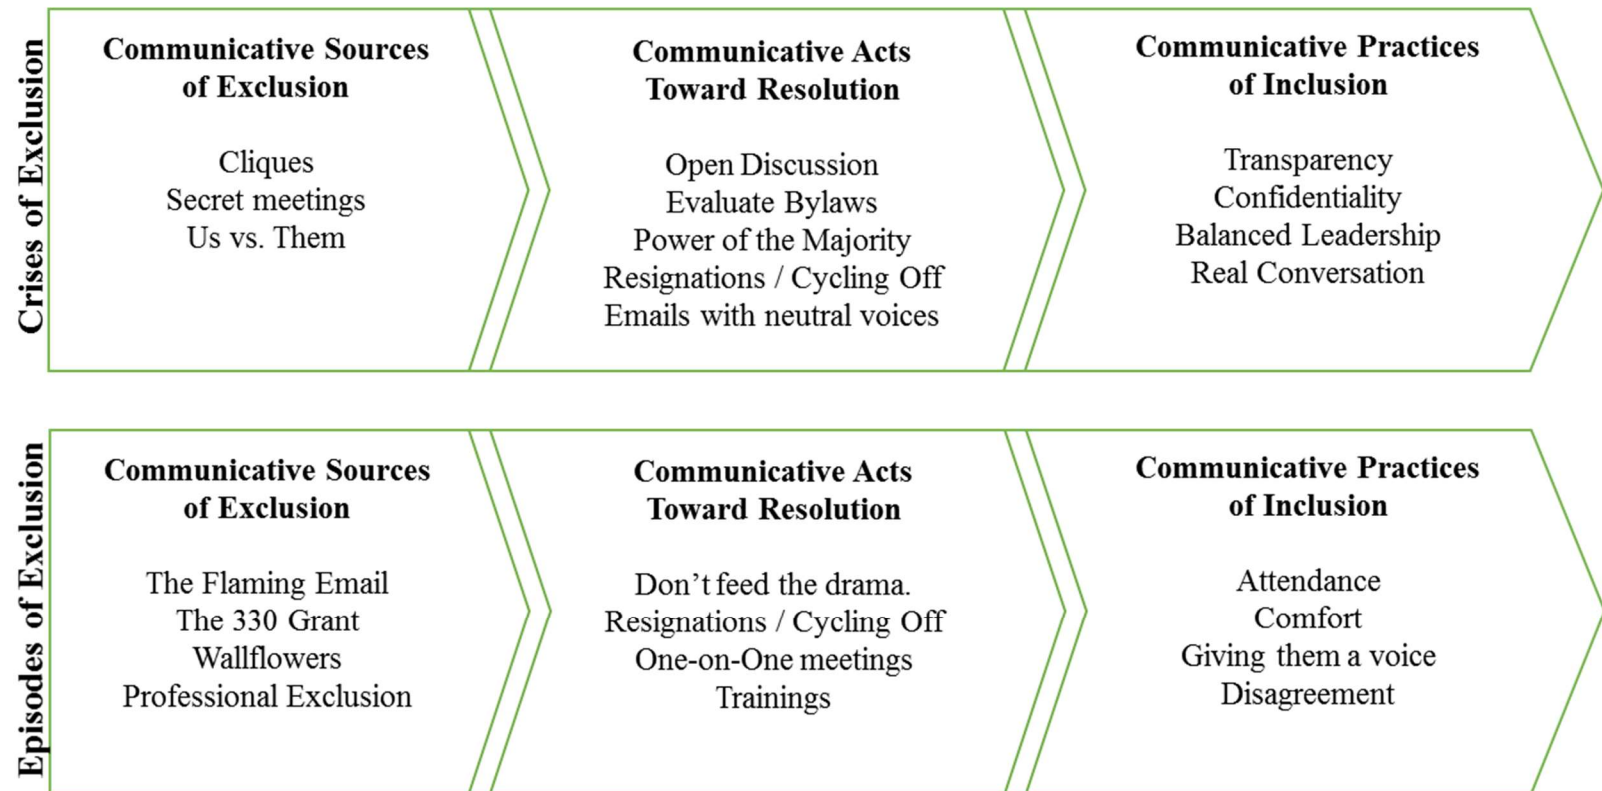 Crises of Exclusion
Communicative Sources
of Exclusion
Cliques
Secret meetings
Us vs. Them
Communicative Acts
Toward Resolution
Open Discussion
Evaluate Bylaws
Power of the Majority
Resignations / Cycling Off
Emails with neutral voices
Communicative Practices
of Inclusion
Transparency
Confidentiality
Balanced Leadership
Real Conversation
Episodes of Exclusion
Communicative Sources
of Exclusion
The Flaming Email
The 330 Grant
Wallflowers
Professional Exclusion
Communicative Acts
Toward Resolution
Don't feed the drama.
Resignations / Cycling Off
One-on-One meetings
Trainings
Communicative Practices
of Inclusion
Attendance
Comfort
Giving them a voice
Disagreement